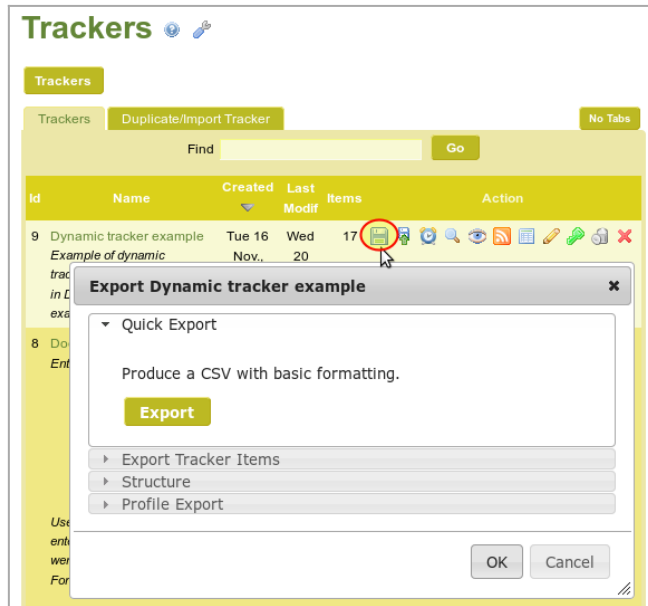 Trackers
Trackers
Trackers Duplicate/Import Tracker No Tabs
Find Go
Id Name Created Last Modif Items Action
9 Dynamic tracker example Tue 16 Wed 17
Example of dynamic Nov., 20
in
Export Dynamic tracker example
8
Quick Export
Produce a CSV with basic formatting.
Export
Export Tracker Items
Structure
Profile Export
OK Cancel